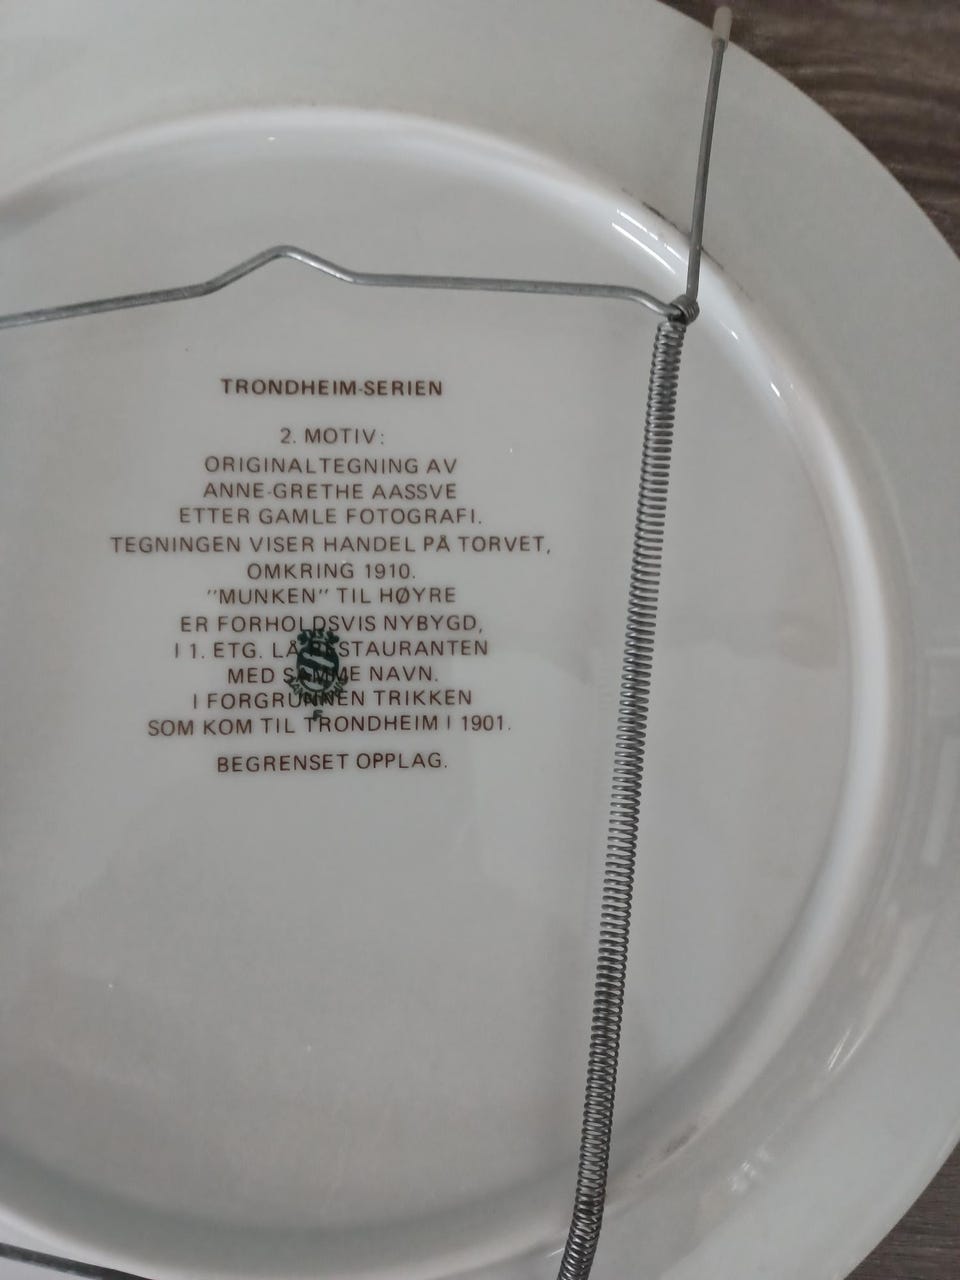 TRONDHEIM-SERIEN
2. MOTIV:
ORIGINALTEGNING AV
ANNE-GRETHE AASSVE
ETTER GAMLE FOTOGRAFI.
TEGNINGEN VISER HANDEL PÅ TORVET,
OMKRING 1910.
"MUNKEN" TIL HØYRE
ER FORHOLDSVIS NYBYGD,
I 1. ETG. LÅ RESTAURANTEN
MED SAMME NAVN.
I FORGRUNNEN TRIKKEN
SOM KOM TIL TRONDHEIM I 1901.
BEGRENSET OPPLAG.